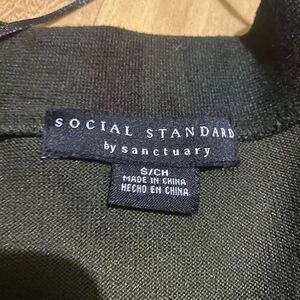 SOCIAL STANDARD
by sanctuary
S/CH
MADE IN CHINA
HECHO EN CHINA